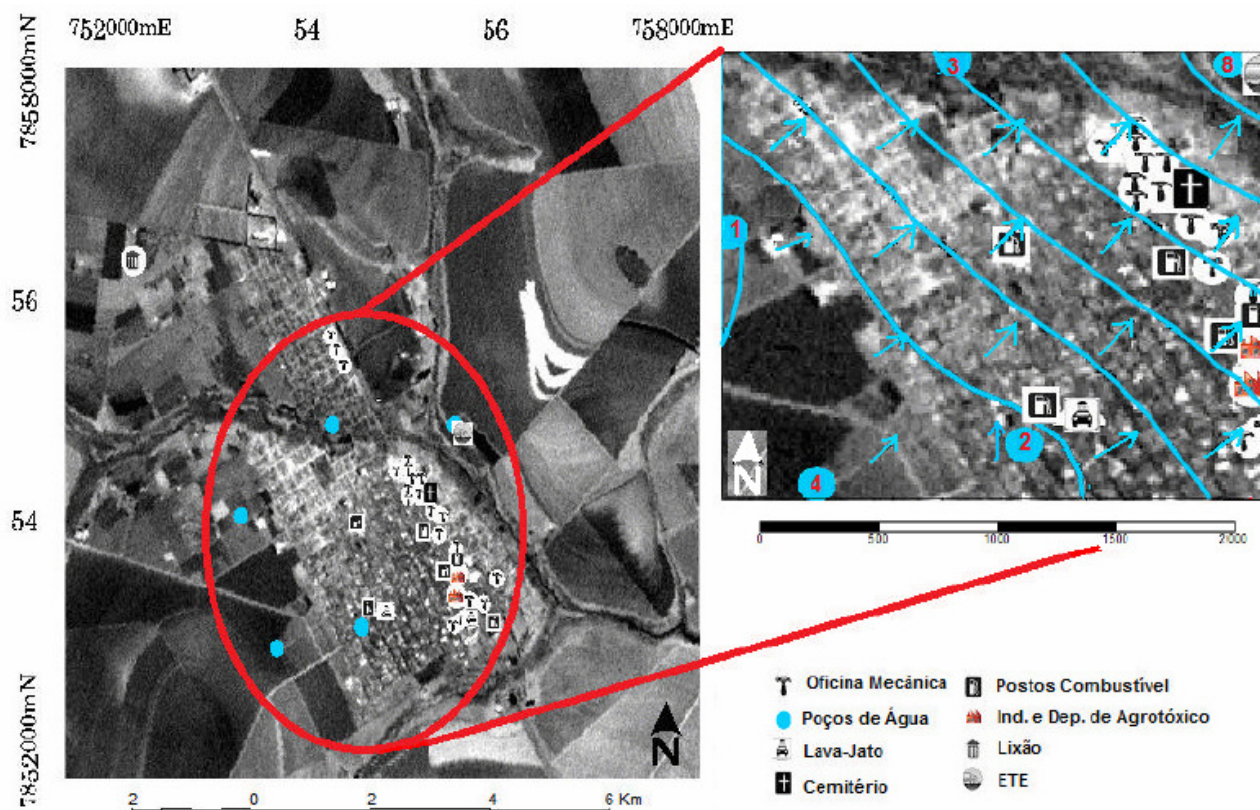 752000mE 54 56 758000mE
7858000mN
56
54
7852000mN
1
2
3
4
8
N
0 500 1000 1500 2000
N
2 0 2 4 6 Km
Oficina Mecânica
Postos Combustível
Poços de Água
Ind. e Dep. de Agrotóxico
Lava-Jato
Lixão
Cemitério
ETE